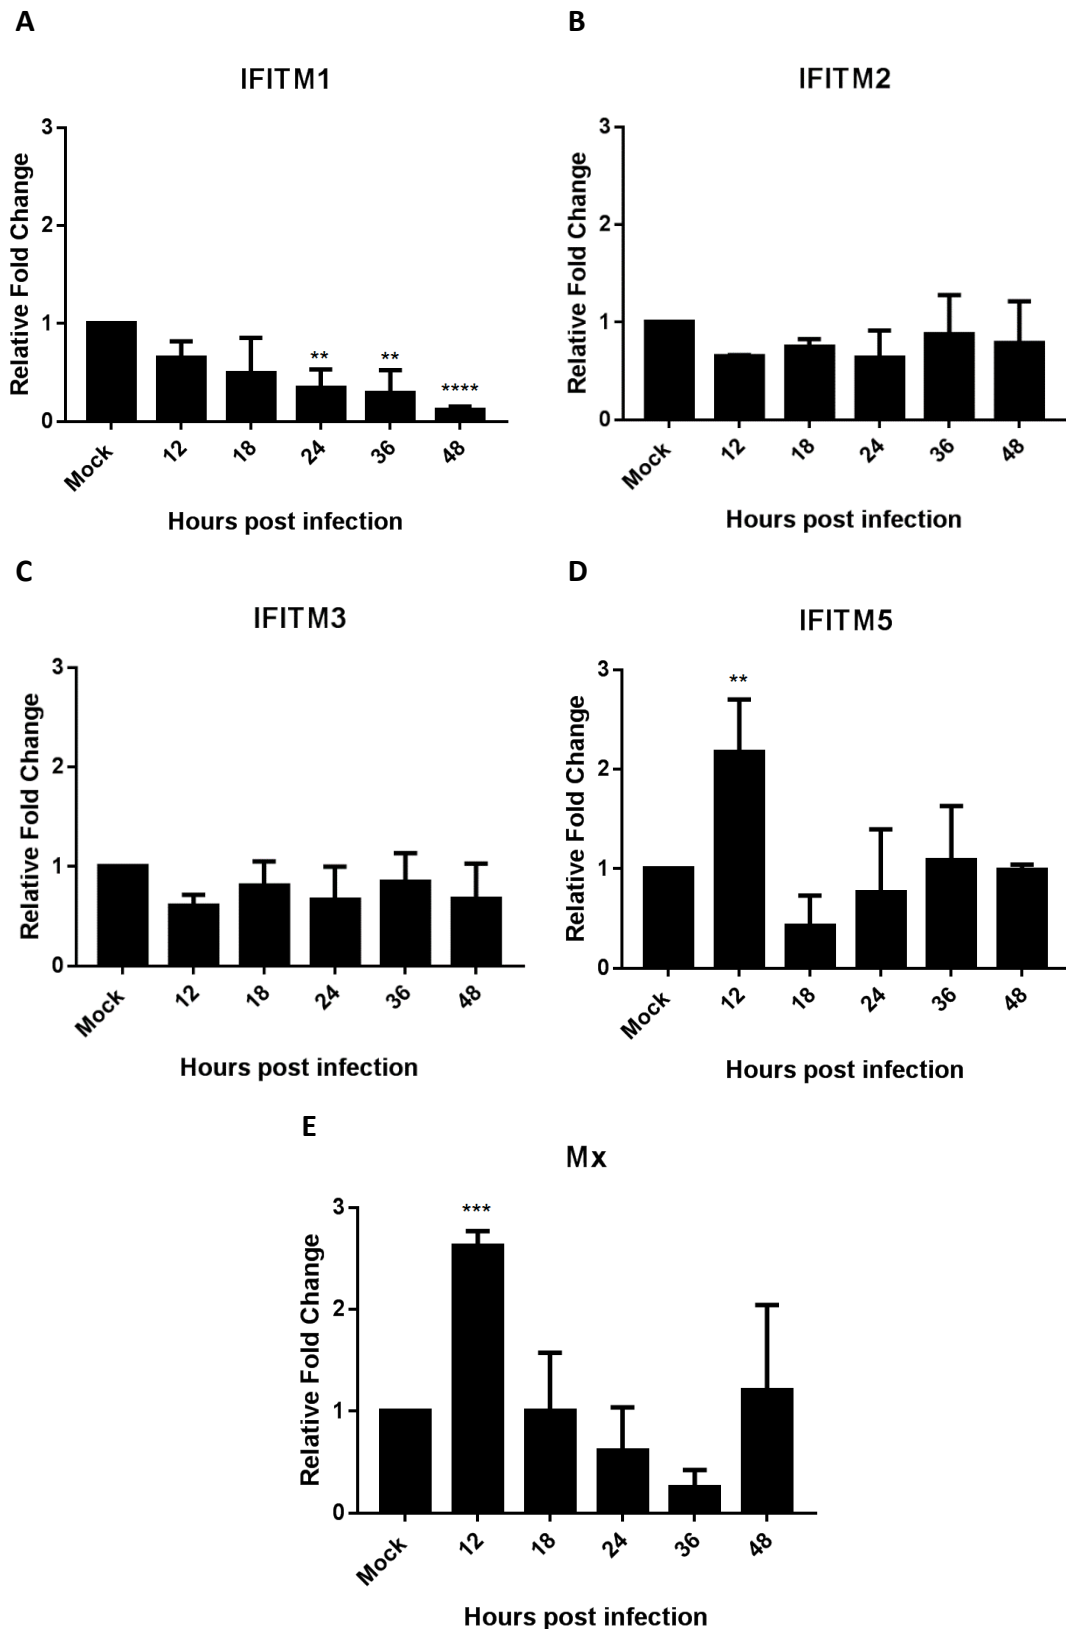 A
IFITM1
Relative Fold Change
3
2
1
0
**
**
****
Mock
12
18
24
36
48
Hours post infection
B
IFITM2
Relative Fold Change
3
2
1
0
Mock
12
18
24
36
48
Hours post infection
C
IFITM3
Relative Fold Change
3
2
1
0
Mock
12
18
24
36
48
Hours post infection
D
IFITM5
Relative Fold Change
3
2
1
0
**
Mock
12
18
24
36
48
Hours post infection
E
Mx
Relative Fold Change
3
2
1
0
***
Mock
12
18
24
36
48
Hours post infection